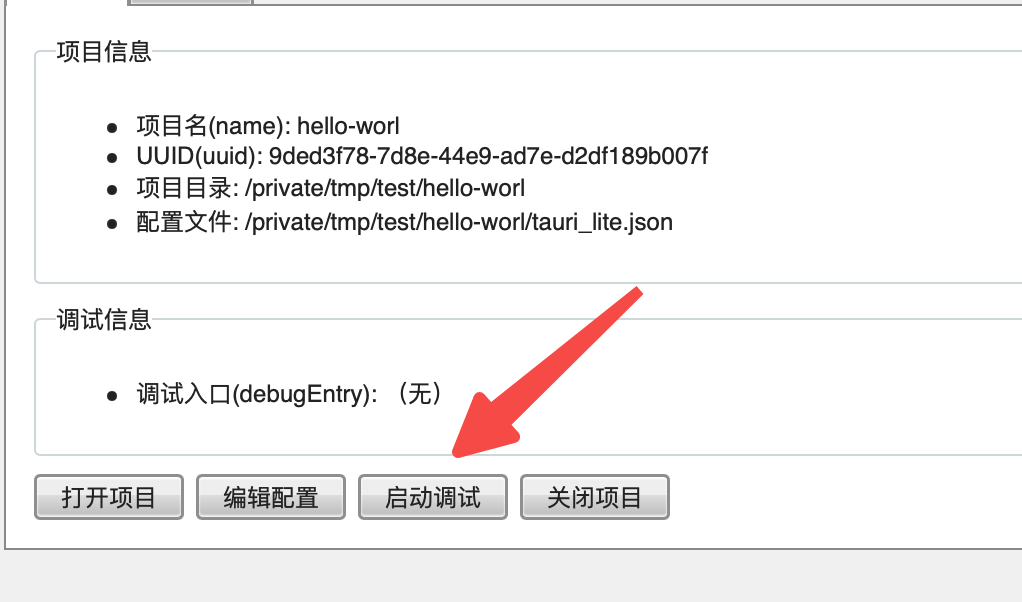 项目信息
项目名(name): hello-worl
UUID(uuid): 9ded3f78-7d8e-44e9-ad7e-d2df189b007f
项目目录: /private/tmp/test/hello-worl
配置文件: /private/tmp/test/hello-worl/tauri_lite.json
调试信息
调试入口(debugEntry): （无）
打开项目 编辑配置 启动调试 关闭项目